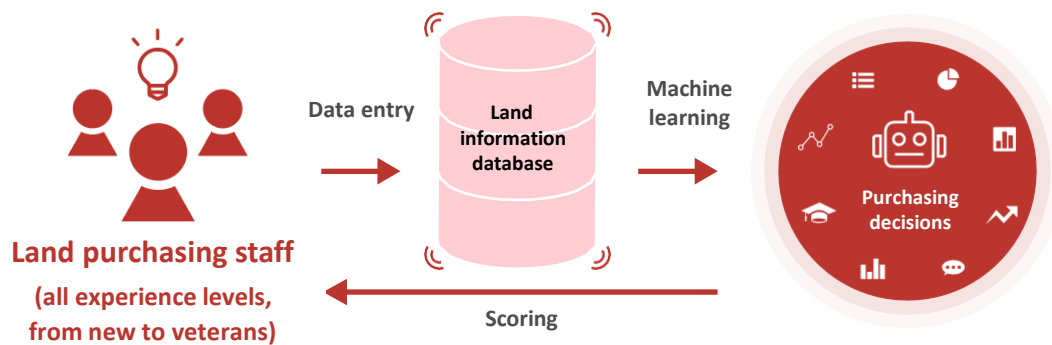 Data entry
Land
information
database
Machine
learning
Purchasing
decisions
Land purchasing staff
(all experience levels,
from new to veterans)
Scoring